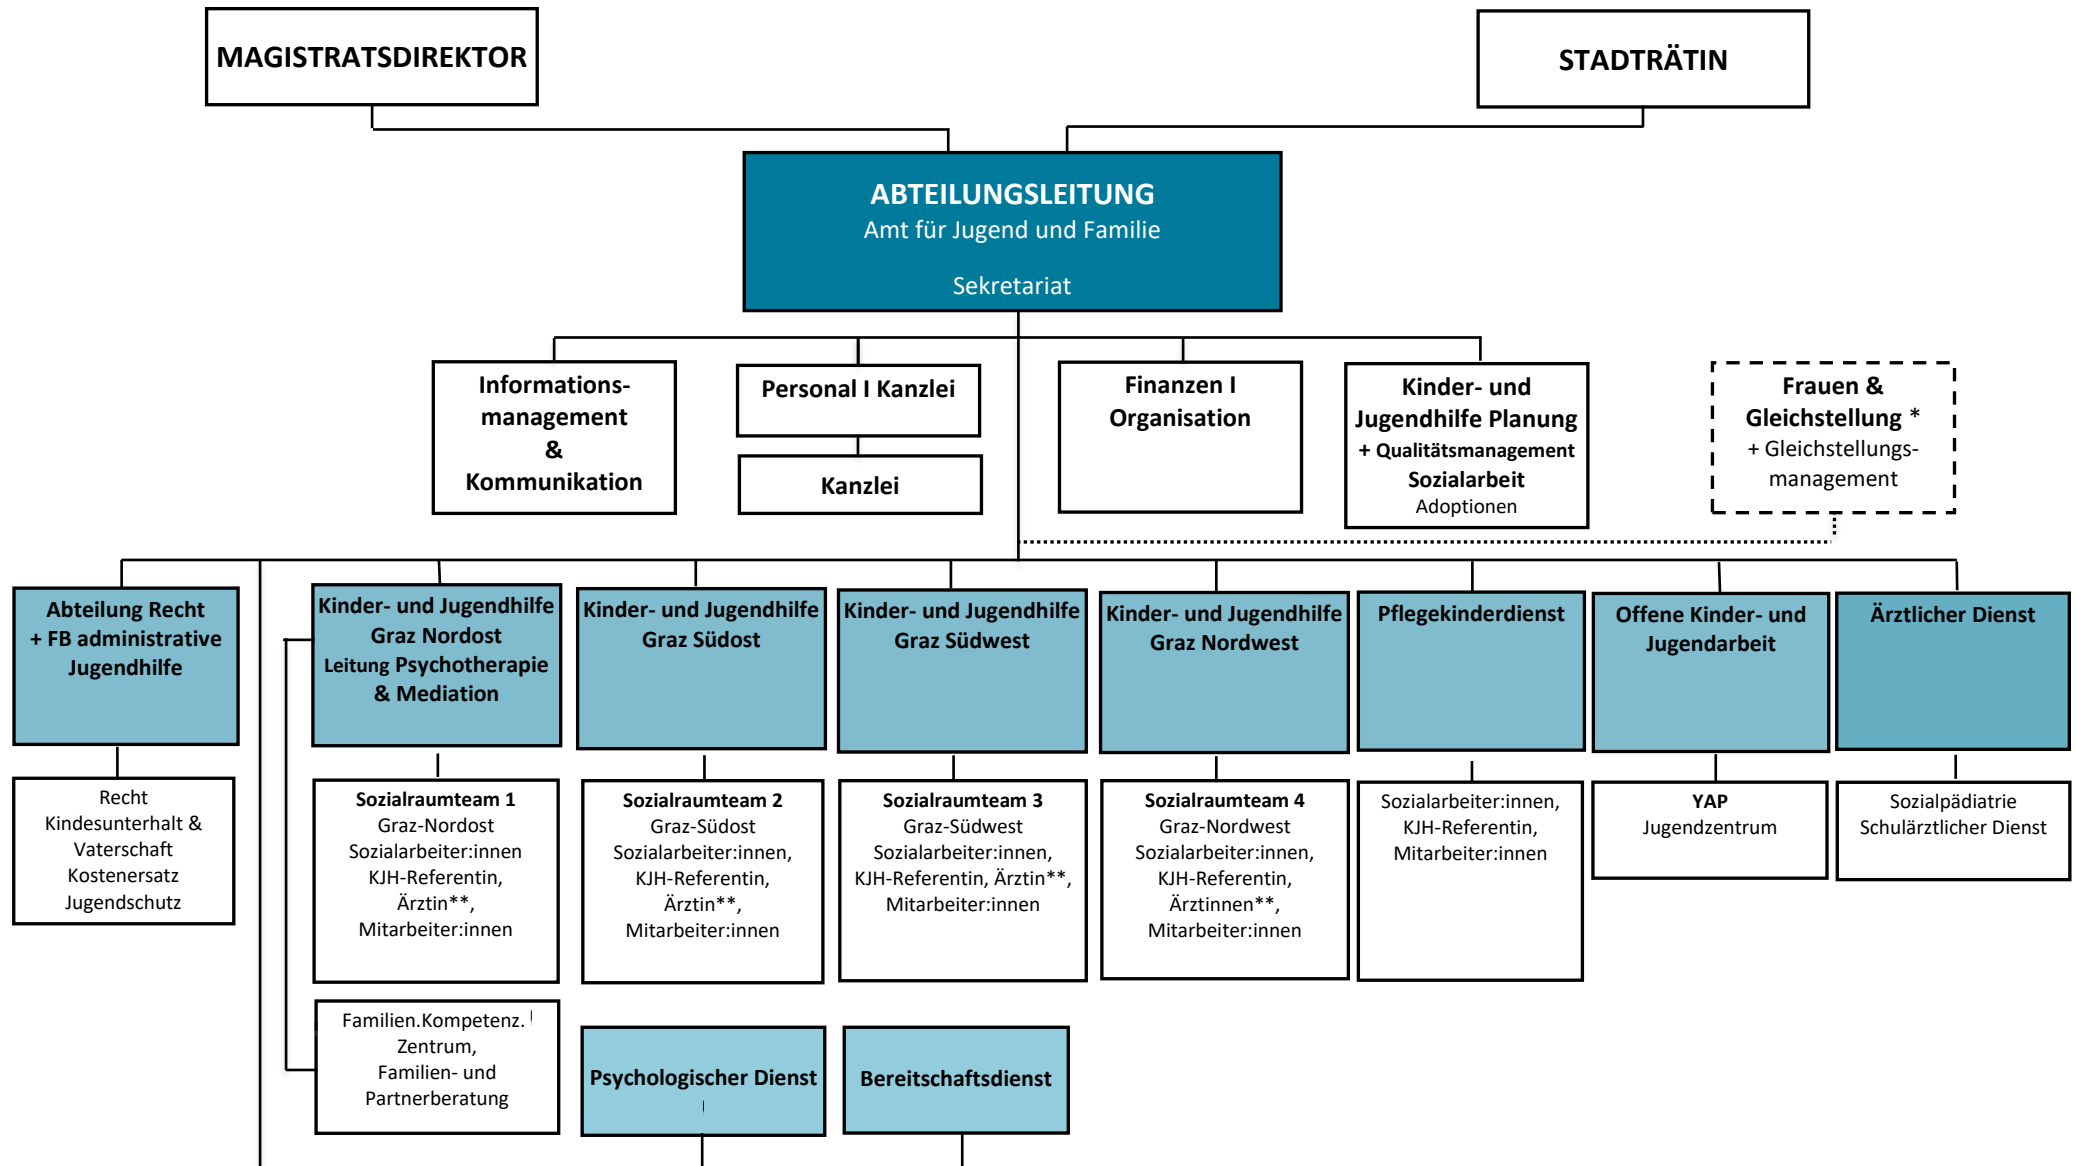 MAGISTRATSDIREKTOR
STADTRÄTIN
ABTEILUNGSLEITUNG
Amt für Jugend und Familie
Sekretariat
Informations-
management
&
Kommunikation
Personal I Kanzlei
Kanzlei
Finanzen I
Organisation
Kinder- und
Jugendhilfe Planung
+ Qualitätsmanagement
Sozialarbeit
Adoptionen
Frauen &
Gleichstellung *
+ Gleichstellungs-
management
Abteilung Recht
+ FB administrative
Jugendhilfe
Kinder- und Jugendhilfe
Graz Nordost
Leitung Psychotherapie
& Mediation
Kinder- und Jugendhilfe
Graz Südost
Kinder- und Jugendhilfe
Graz Südwest
Kinder- und Jugendhilfe
Graz Nordwest
Pflegekinderdienst
Offene Kinder- und
Jugendarbeit
Ärztlicher Dienst
Recht
Kindesunterhalt &
Vaterschaft
Kostenersatz
Jugendschutz
Sozialraumteam 1
Graz-Nordost
Sozialarbeiter:innen
KJH-Referentin,
Ärztin**,
Mitarbeiter:innen
Sozialraumteam 2
Graz-Südost
Sozialarbeiter:innen,
KJH-Referentin,
Ärztin**,
Mitarbeiter:innen
Sozialraumteam 3
Graz-Südwest
Sozialarbeiter:innen,
KJH-Referentin, Ärztin**,
Mitarbeiter:innen
Sozialraumteam 4
Graz-Nordwest
Sozialarbeiter:innen,
KJH-Referentin,
Ärztinnen**,
Mitarbeiter:innen
Sozialarbeiter:innen,
KJH-Referentin,
Mitarbeiter:innen
YAP
Jugendzentrum
Sozialpädiatrie
Schulärztlicher Dienst
Familien.Kompetenz.
Zentrum,
Familien- und
Partnerberatung
Psychologischer Dienst
Bereitschaftsdienst